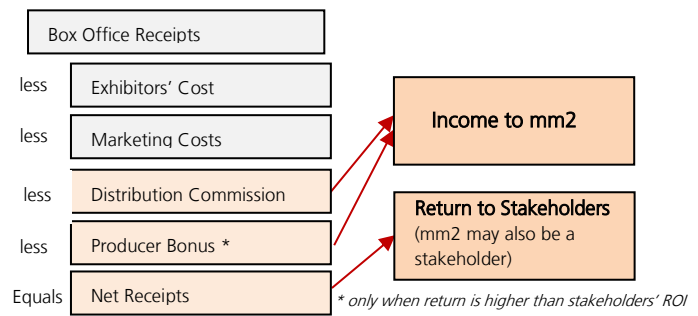 Box Office Receipts
less Exhibitors' Cost
less Marketing Costs
less Distribution Commission
less Producer Bonus *
Equals Net Receipts
Income to mm2
Return to Stakeholders
(mm2 may also be a
stakeholder)
* only when return is higher than stakeholders' ROI